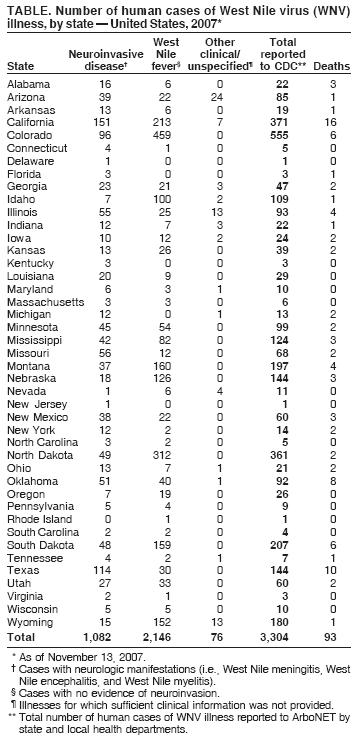 TABLE. Number of human cases of West Nile virus (WNV)
illness, by state — United States, 2007*
West Other Total
Neuroinvasive Nile clinical/ reported
State disease† fever§ unspecified¶ to CDC** Deaths
Alabama 16 6 0 22 3
Arizona 39 22 24 85 1
Arkansas 13 6 0 19 1
California 151 213 7 371 16
Colorado 96 459 0 555 6
Connecticut 4 1 0 5 0
Delaware 1 0 0 1 0
Florida 3 0 0 3 1
Georgia 23 21 3 47 2
Idaho 7 100 2 109 1
Illinois 55 25 13 93 4
Indiana 12 7 3 22 1
Iowa 10 12 2 24 2
Kansas 13 26 0 39 2
Kentucky 3 0 0 3 0
Louisiana 20 9 0 29 0
Maryland 6 3 1 10 0
Massachusetts 3 3 0 6 0
Michigan 12 0 1 13 2
Minnesota 45 54 0 99 2
Mississippi 42 82 0 124 3
Missouri 56 12 0 68 2
Montana 37 160 0 197 4
Nebraska 18 126 0 144 3
Nevada 1 6 4 11 0
New Jersey 1 0 0 1 0
New Mexico 38 22 0 60 3
New York 12 2 0 14 2
North Carolina 3 2 0 5 0
North Dakota 49 312 0 361 2
Ohio 13 7 1 21 2
Oklahoma 51 40 1 92 8
Oregon 7 19 0 26 0
Pennsylvania 5 4 0 9 0
Rhode Island 0 1 0 1 0
South Carolina 2 2 0 4 0
South Dakota 48 159 0 207 6
Tennessee 4 2 1 7 1
Texas 114 30 0 144 10
Utah 27 33 0 60 2
Virginia 2 1 0 3 0
Wisconsin 5 5 0 10 0
Wyoming 15 152 13 180 1
Total 1,082 2,146 76 3,304 93
* As of November 13, 2007.
† Cases with neurologic manifestations (i.e., West Nile meningitis, West
Nile encephalitis, and West Nile myelitis).
§ Cases with no evidence of neuroinvasion.
¶ Illnesses for which sufficient clinical information was not provided.
** Total number of human cases of WNV illness reported to ArboNET by
state and local health departments.